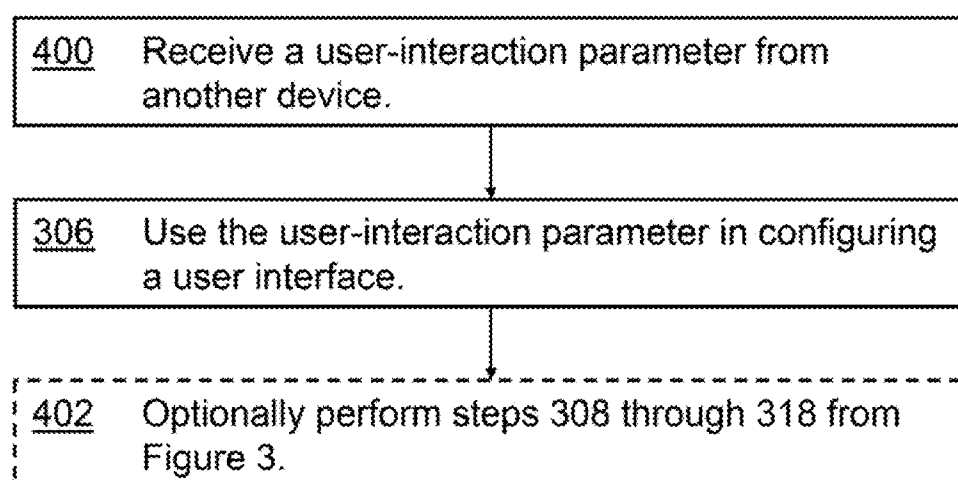 400 Receive a user-interaction parameter from
another device.
306 Use the user-interaction parameter in configuring
a user interface.
402 Optionally perform steps 308 through 318 from
Figure 3.